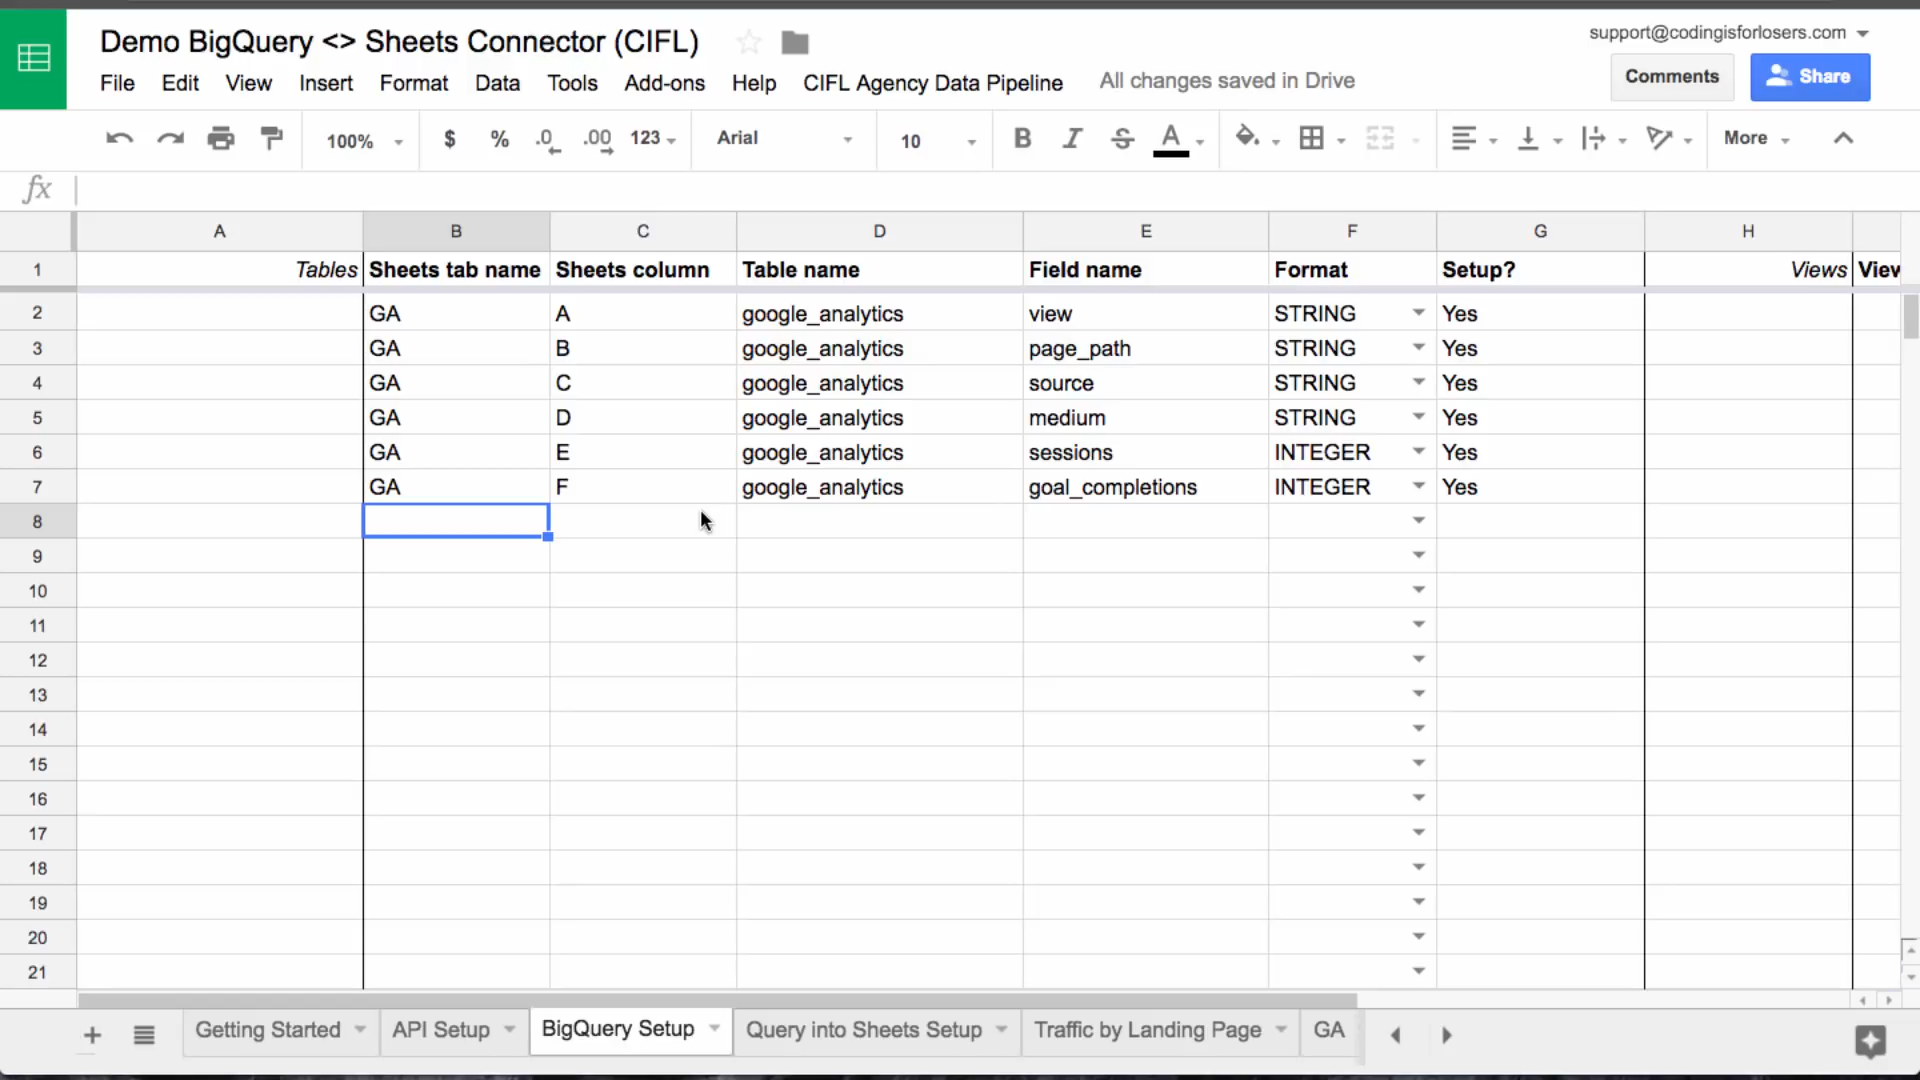 Demo BigQuery <> Sheets Connector (CIFL)
support@codingisforlosers.com
File Edit View Insert Format Data Tools Add-ons Help CIFL Agency Data Pipeline All changes saved in Drive
Comments Share
100% $ % .0 .00 123 Arial 10 B I S A More
fx
A B C D E F G H
1 Tables Sheets tab name Sheets column Table name Field name Format Setup? Views View
2 GA A google_analytics view STRING Yes
3 GA B google_analytics page_path STRING Yes
4 GA C google_analytics source STRING Yes
5 GA D google_analytics medium STRING Yes
6 GA E google_analytics sessions INTEGER Yes
7 GA F google_analytics goal_completions INTEGER Yes
8
9
10
11
12
13
14
15
16
17
18
19
20
21
Getting Started API Setup BigQuery Setup Query into Sheets Setup Traffic by Landing Page GA